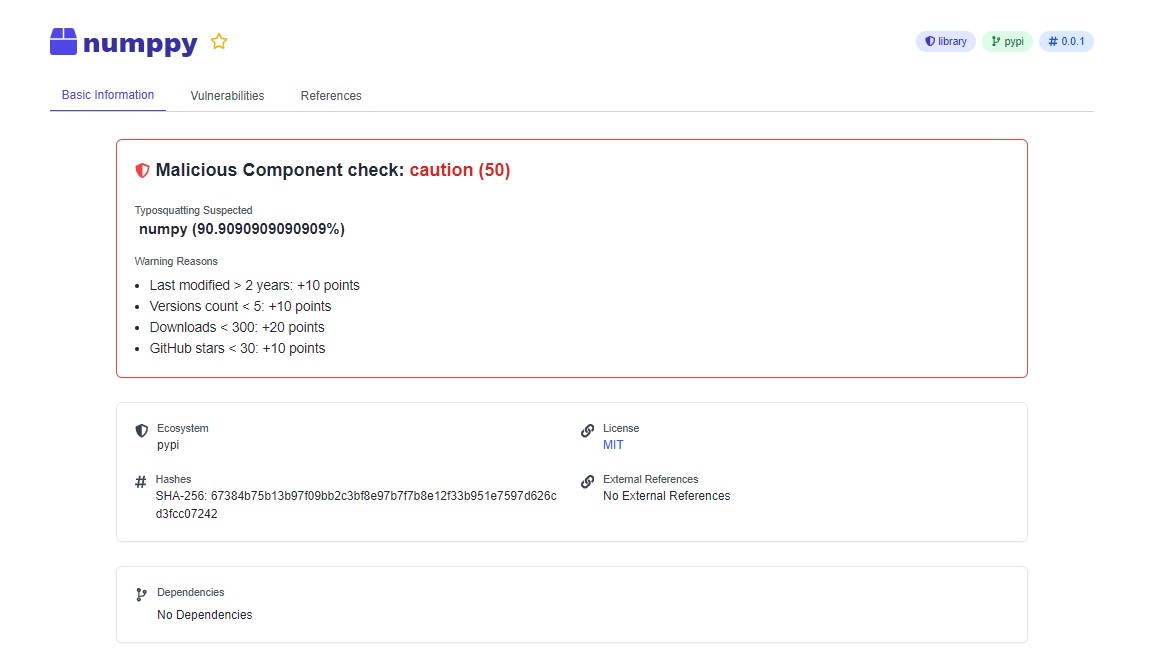 numppy
library
pypi
# 0.0.1
Basic Information
Vulnerabilities
References
Malicious Component check: caution (50)
Typosquatting Suspected
numpy (90.9090909090909%)
Warning Reasons
• Last modified > 2 years: +10 points
• Versions count < 5: +10 points
• Downloads < 300: +20 points
• GitHub stars < 30: +10 points
Ecosystem
pypi
License
MIT
# Hashes
SHA-256: 67384b75b13b97f09bb2c3bf8e97b7f7b8e12f33b951e7597d626c
d3fcc07242
External References
No External References
Dependencies
No Dependencies